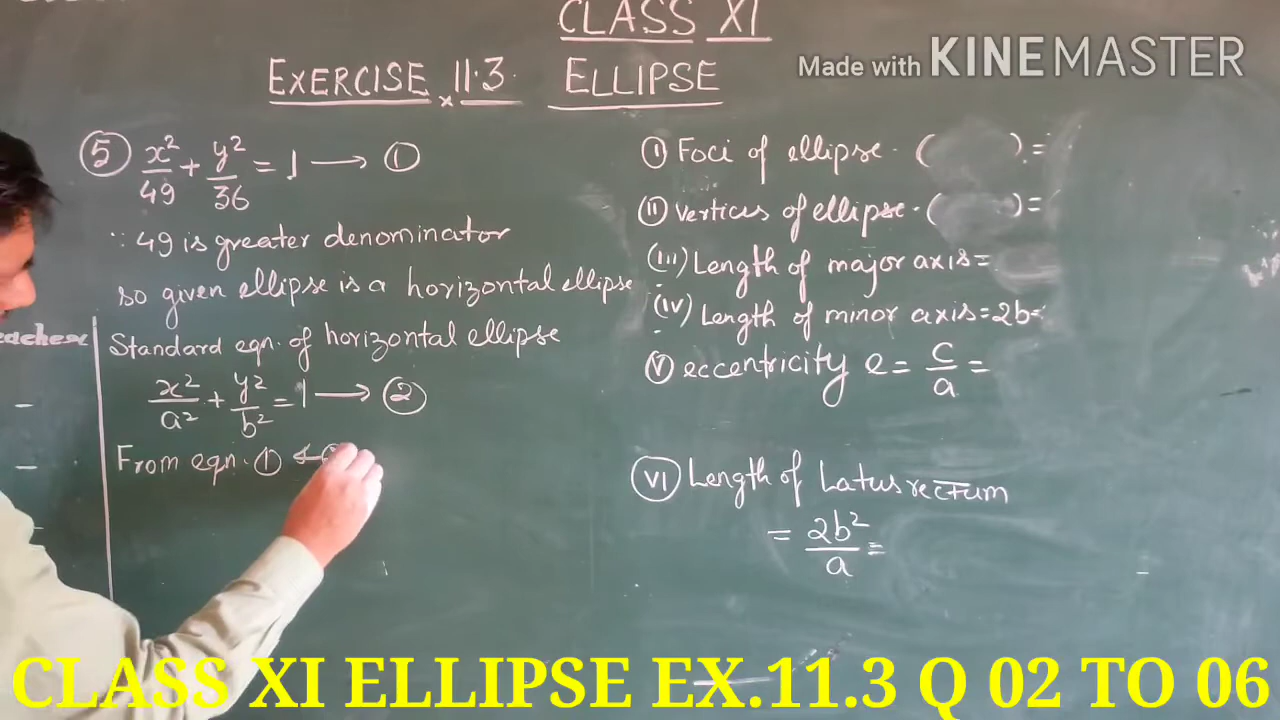 CLASS XI
EXERCISE 11.3. ELLIPSE
Made with KINEMASTER
⑤ x²/49 + y²/36 = 1 ⟶ ①
∵ 49 is greater denominator
so given ellipse is a horizontal ellipse
Standard eqn. of horizontal ellipse
x²/a² + y²/b² = 1 ⟶ ②
From eqn. ①
(i) Foci of ellipse. ( ) =
(ii) Vertices of ellipse. ( ) =
(iii) Length of major axis =
(iv) Length of minor axis = 2b =
(v) eccentricity e = c/a =
(VI) Length of Latus rectum
= 2b²/a =
CLASS XI ELLIPSE EX.11.3 Q 02 TO 06